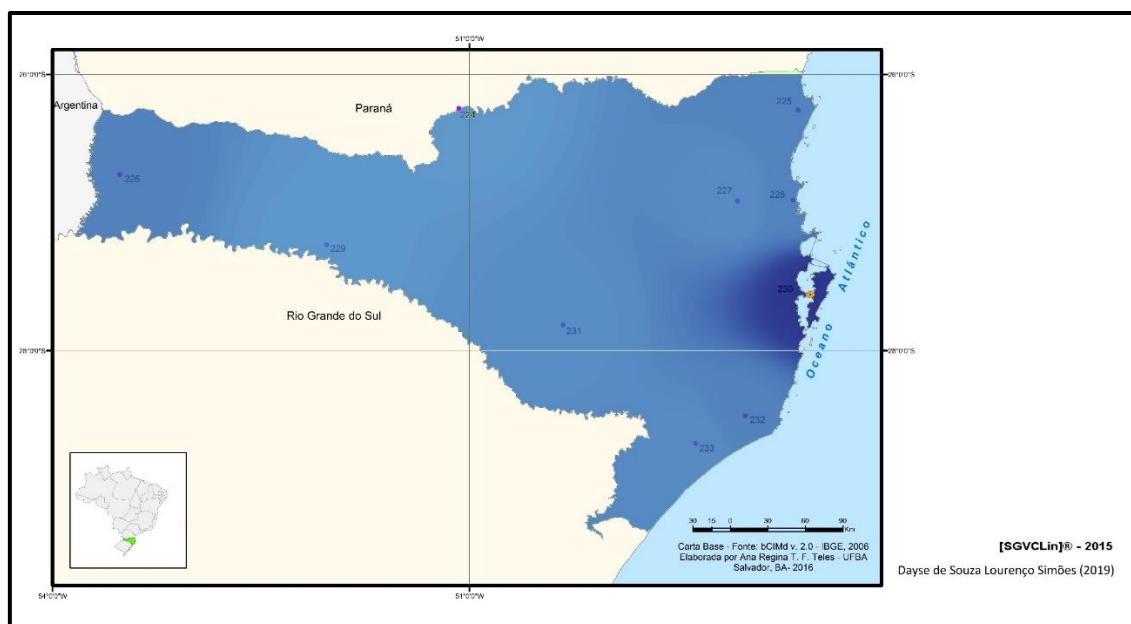 51°0'0"W
26°0'0"S
26°0'0"S
Argentina
Paraná
224
225
226
227
228
229
230
Oceano Atlântico
Rio Grande do Sul
231
28°0'0"S
28°0'0"S
232
233
30 15 0 30 60 90
Km
Carta Base - Fonte: bCIMd v. 2.0 - IBGE, 2006
Elaborada por Ana Regina T. F. Teles - UFBA
Salvador, BA- 2016
54°0'0"W
51°0'0"W
[SGVCLin]® - 2015
Dayse de Souza Lourenço Simões (2019)